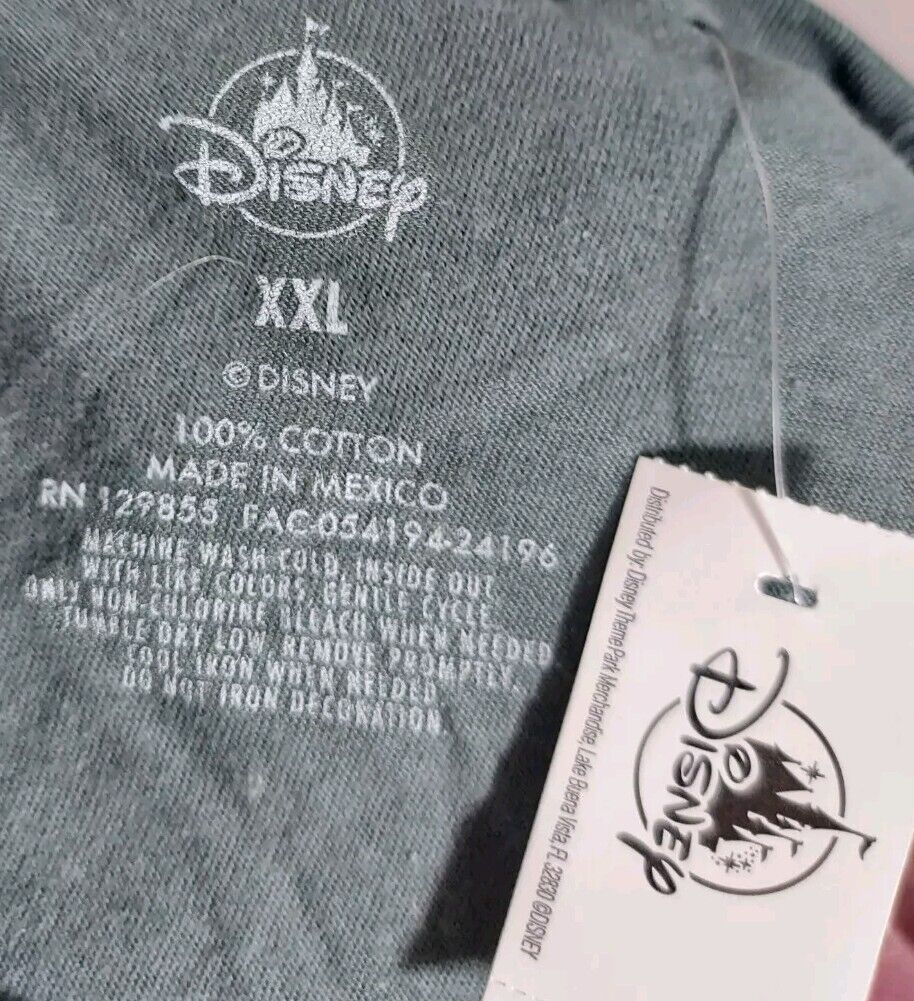 Disney
XXL
© DISNEY
100% COTTON
MADE IN MEXICO
RN 129855 FAC-054194-24196
MACHINE WASH COLD, INSIDE OUT
WITH LIKE COLORS, GENTLE CYCLE
ONLY NON-CHLORINE BLEACH WHEN NEEDED
TUMBLE DRY LOW, REMOVE PROMPTLY.
COOL IRON WHEN NEEDED
DO NOT IRON DECORATION
Distributed by: Disney Theme Park Merchandise, Lake Buena Vista, FL 32830 ©DISNEY
Disney